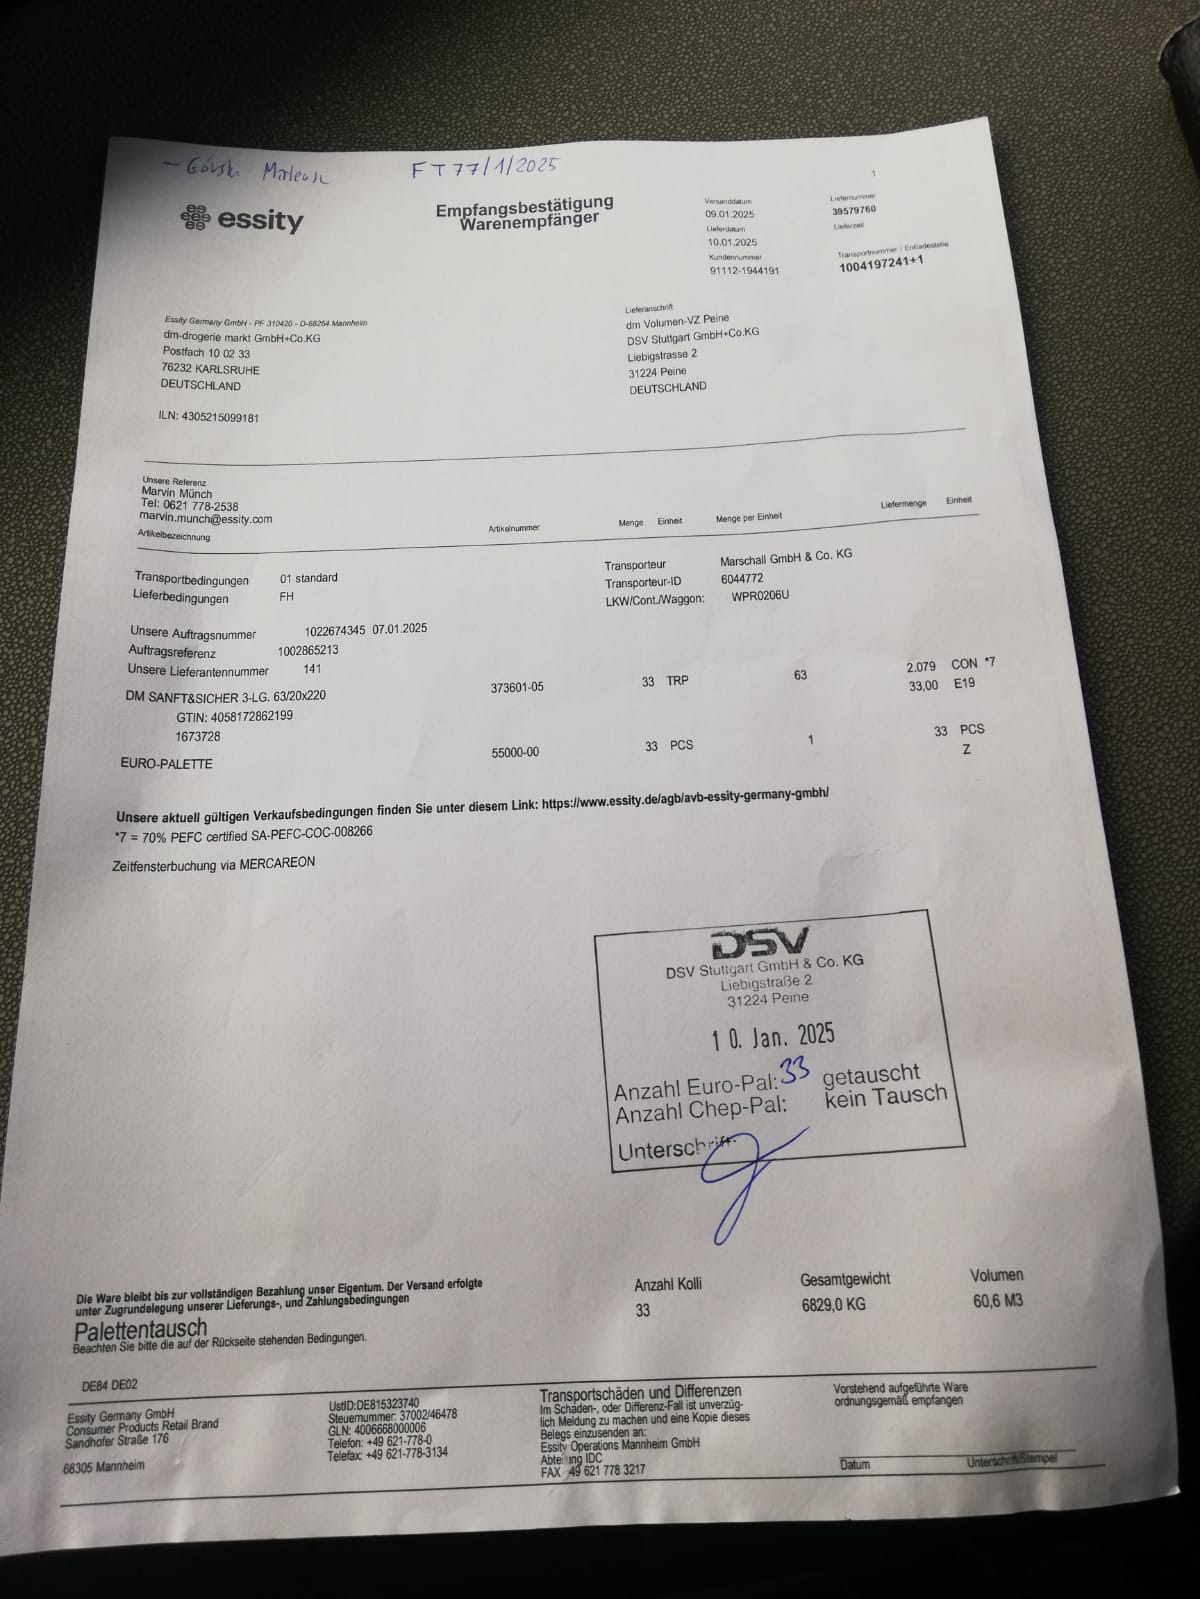 - Górski Mateusz FT77/1/2025
1
essity
Empfangsbestätigung
Warenempfänger
Versanddatum
09.01.2025
Lieferdatum
10.01.2025
Kundennummer
91112-1944191
Liefernummer
39579760
Lieferzeit
Transportnummer / Entladestelle
1004197241+1
Essity Germany GmbH - PF 310420 - D-68264 Mannheim
dm-drogerie markt GmbH+Co.KG
Postfach 10 02 33
76232 KARLSRUHE
DEUTSCHLAND
ILN: 4305215099181
Lieferanschrift
dm Volumen-VZ Peine
DSV Stuttgart GmbH+Co.KG
Liebigstrasse 2
31224 Peine
DEUTSCHLAND
Unsere Referenz
Marvin Münch
Tel: 0621 778-2538
marvin.munch@essity.com
Artikelbezeichnung Artikelnummer Menge Einheit Menge per Einheit Liefermenge Einheit
Transportbedingungen 01 standard
Lieferbedingungen FH
Transporteur Marschall GmbH & Co. KG
Transporteur-ID 6044772
LKW/Cont./Waggon: WPR0206U
Unsere Auftragsnummer 1022674345 07.01.2025
Auftragsreferenz 1002865213
Unsere Lieferantennummer 141
DM SANFT&SICHER 3-LG. 63/20x220 373601-05 33 TRP 63 2.079 CON *7
33,00 E19
GTIN: 4058172862199
1673728
EURO-PALETTE 55000-00 33 PCS 1 33 PCS
Z
Unsere aktuell gültigen Verkaufsbedingungen finden Sie unter diesem Link: https://www.essity.de/agb/avb-essity-germany-gmbh/
*7 = 70% PEFC certified SA-PEFC-COC-008266
Zeitfensterbuchung via MERCAREON
DSV
DSV Stuttgart GmbH & Co. KG
Liebigstraße 2
31224 Peine
10. Jan. 2025
Anzahl Euro-Pal: 33 getauscht
Anzahl Chep-Pal: kein Tausch
Unterschrift:
Die Ware bleibt bis zur vollständigen Bezahlung unser Eigentum. Der Versand erfolgte
unter Zugrundelegung unserer Lieferungs-, und Zahlungsbedingungen
Palettentausch
Beachten Sie bitte die auf der Rückseite stehenden Bedingungen.
Anzahl Kolli Gesamtgewicht Volumen
33 6829,0 KG 60,6 M3
DE84 DE02
Essity Germany GmbH
Consumer Products Retail Brand
Sandhofer Straße 176
68305 Mannheim
UstID:DE815323740
Steuernummer: 37002/46478
GLN: 4006668000006
Telefon: +49 621-778-0
Telefax: +49 621-778-3134
Transportschäden und Differenzen
Im Schäden-, oder Differenz-Fall ist unverzüg-
lich Meldung zu machen und eine Kopie dieses
Belegs einzusenden an:
Essity Operations Mannheim GmbH
Abteilung IDC
FAX 49 621 778 3217
Vorstehend aufgeführte Ware
ordnungsgemäß empfangen
Datum Unterschrift/Stempel